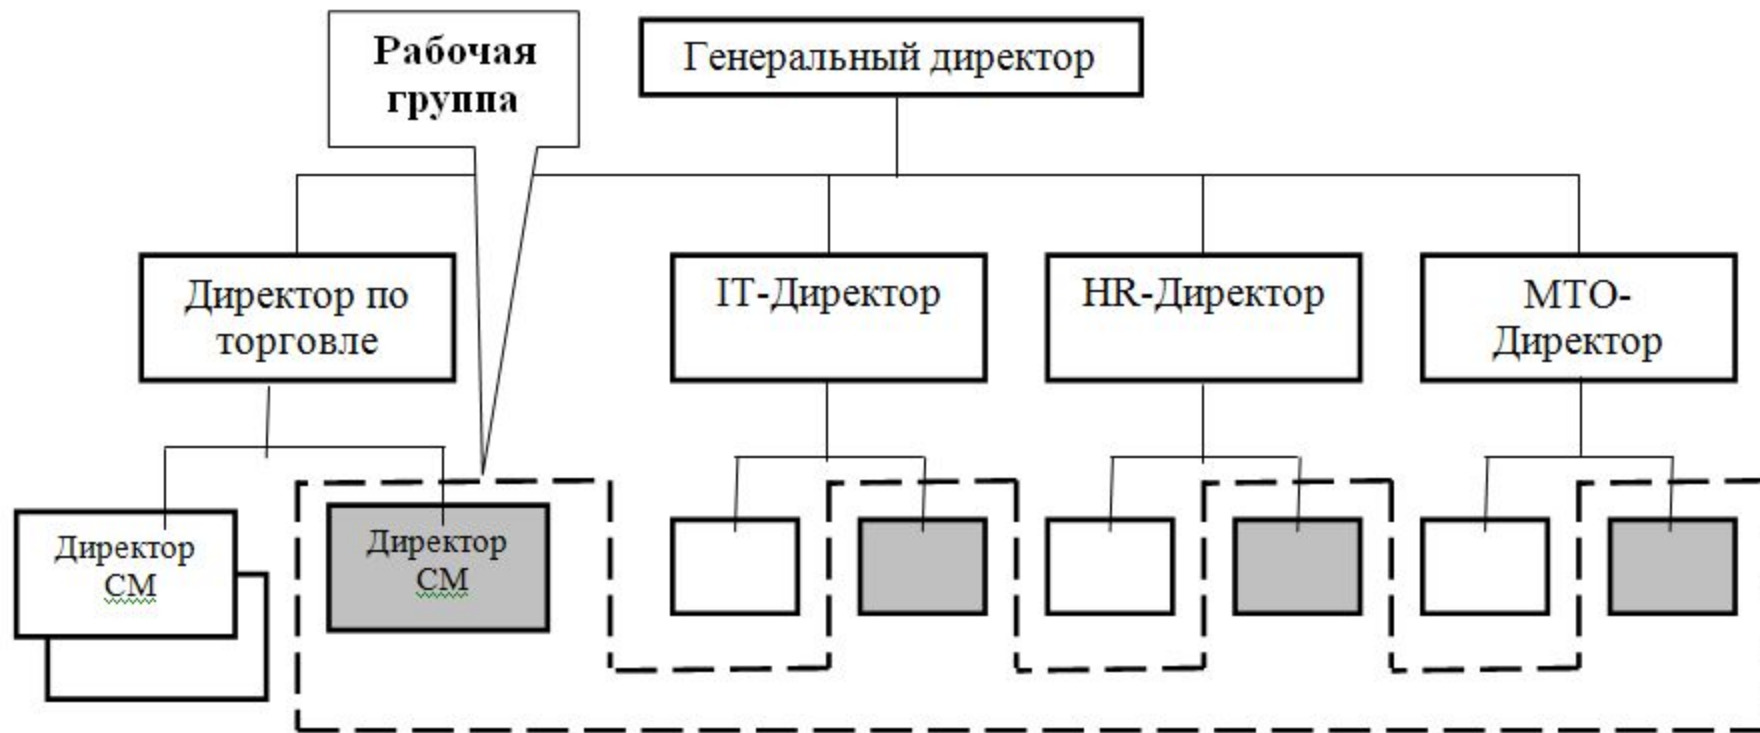 Рабочая
группа
Генеральный директор
Директор по
торговле
IT-Директор
HR-Директор
МТО-
Директор
Директор
СМ
Директор
СМ